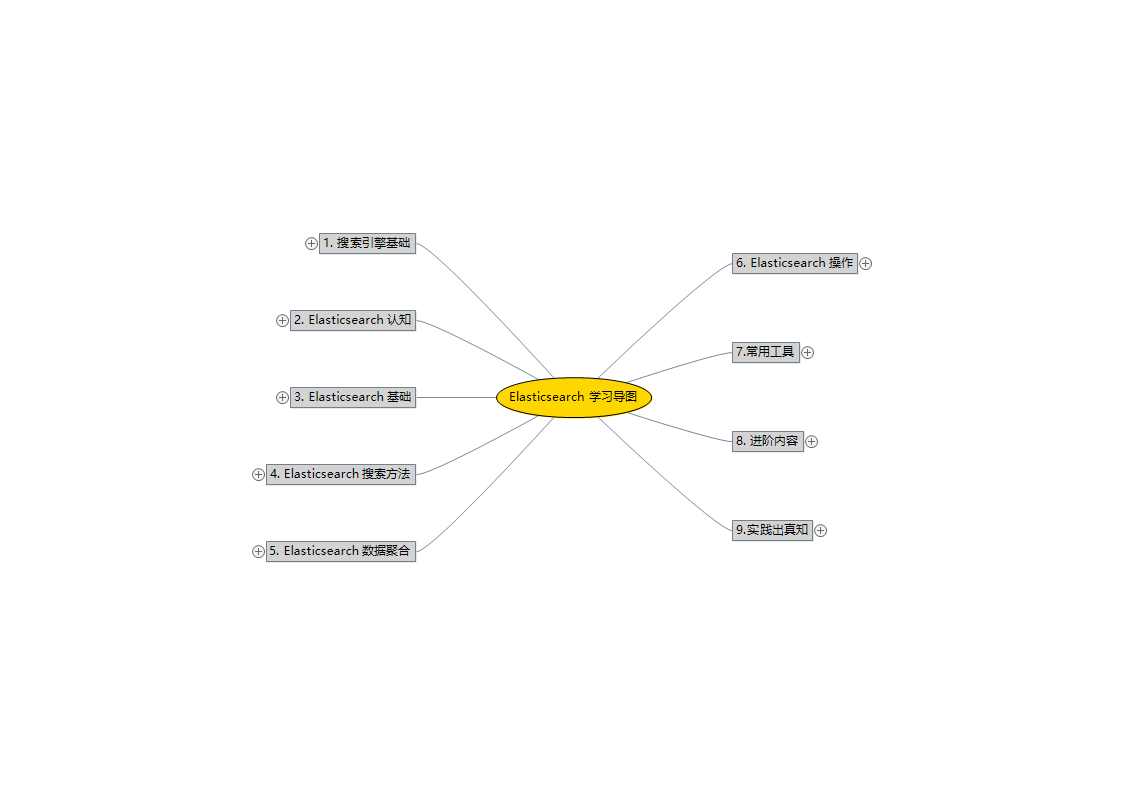 1. 搜索引擎基础
2. Elasticsearch 认知
3. Elasticsearch 基础
4. Elasticsearch 搜索方法
5. Elasticsearch 数据聚合
Elasticsearch 学习导图
6. Elasticsearch 操作
7.常用工具
8. 进阶内容
9.实践出真知